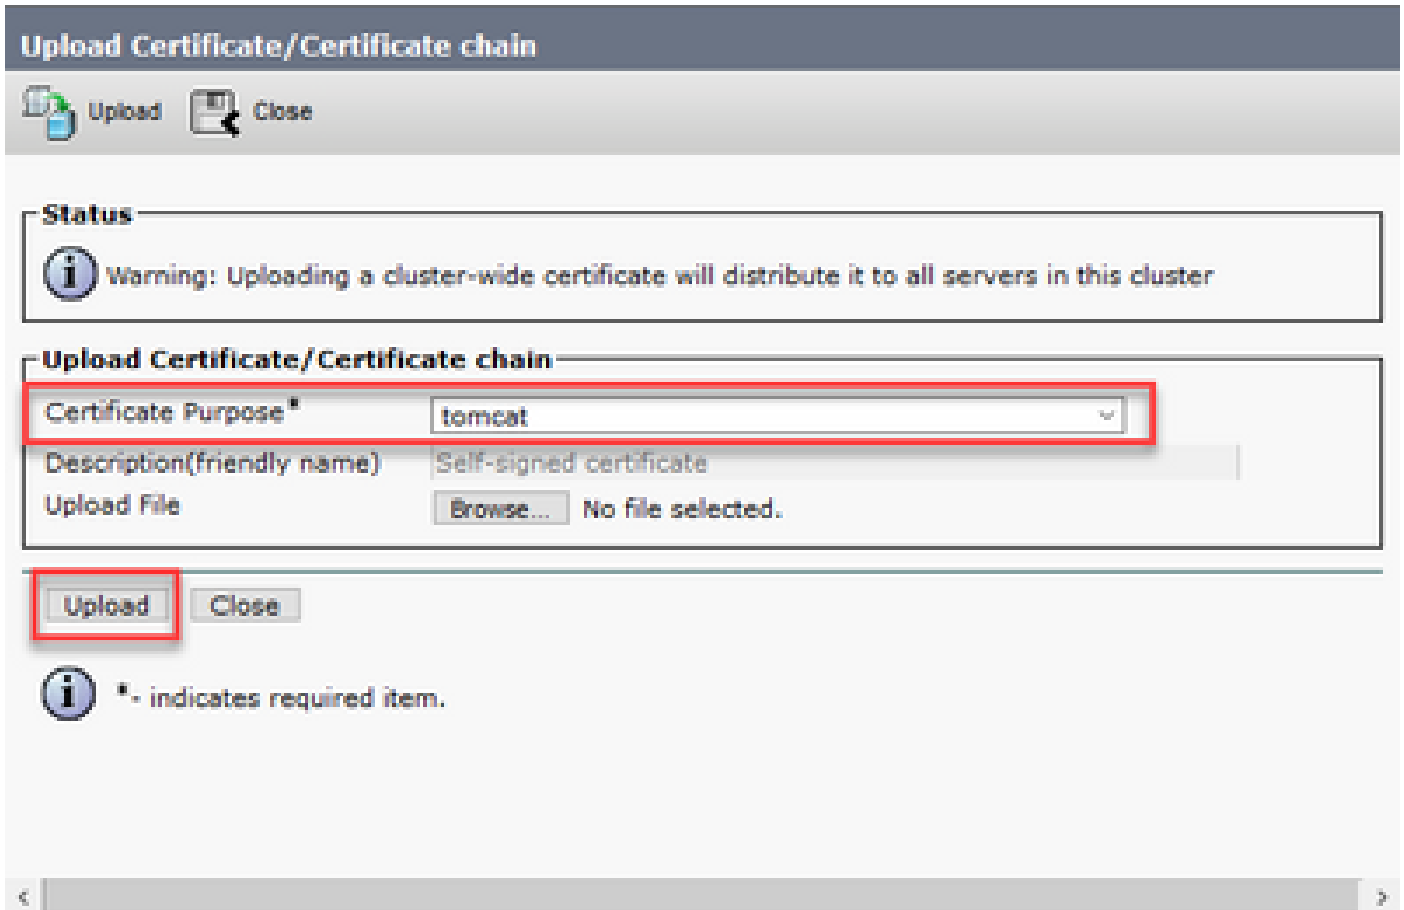 Upload Certificate/Certificate chain
Upload Close
Status
Warning: Uploading a cluster-wide certificate will distribute it to all servers in this cluster
Upload Certificate/Certificate chain
Certificate Purpose* tomcat
Description(friendly name) Self-signed certificate
Upload File Browse... No file selected.
Upload Close
*- indicates required item.